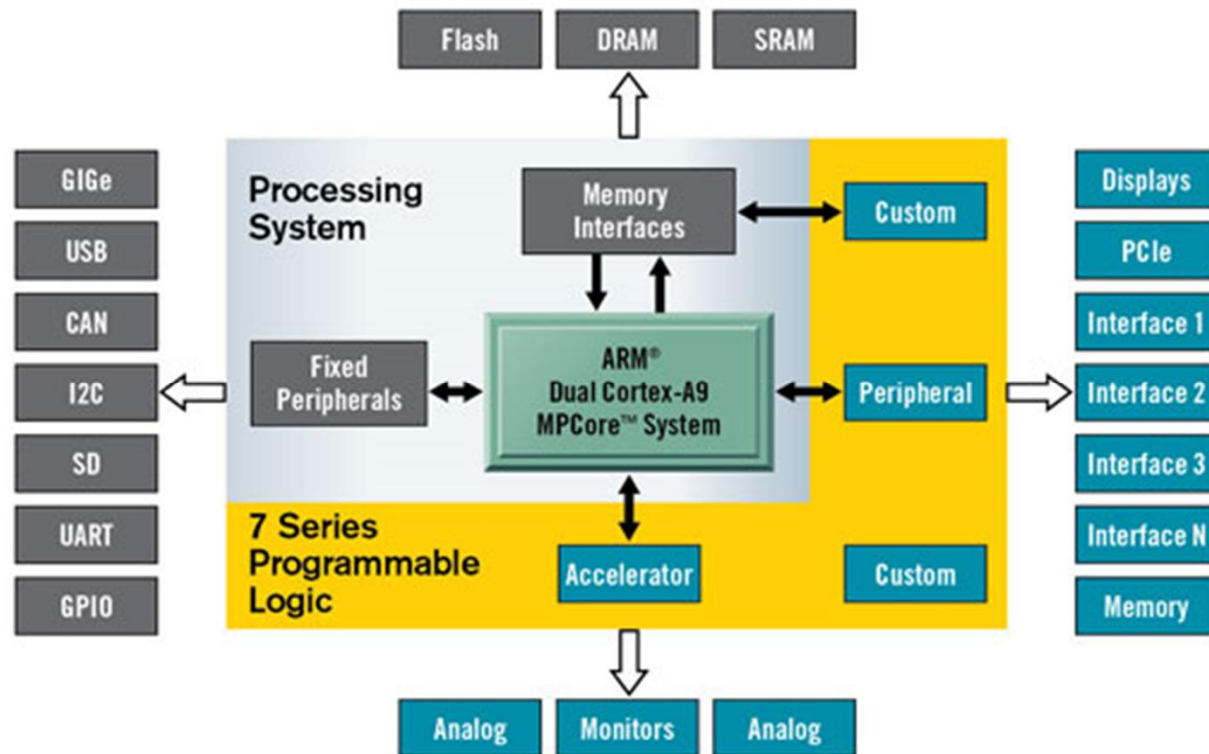 Flash
DRAM
SRAM
GIGe
USB
CAN
I2C
SD
UART
GPIO
Processing
System
Memory
Interfaces
Custom
Fixed
Peripherals
ARM®
Dual Cortex-A9
MPCore™ System
Peripheral
7 Series
Programmable
Logic
Accelerator
Custom
Displays
PCIe
Interface 1
Interface 2
Interface 3
Interface N
Memory
Analog
Monitors
Analog